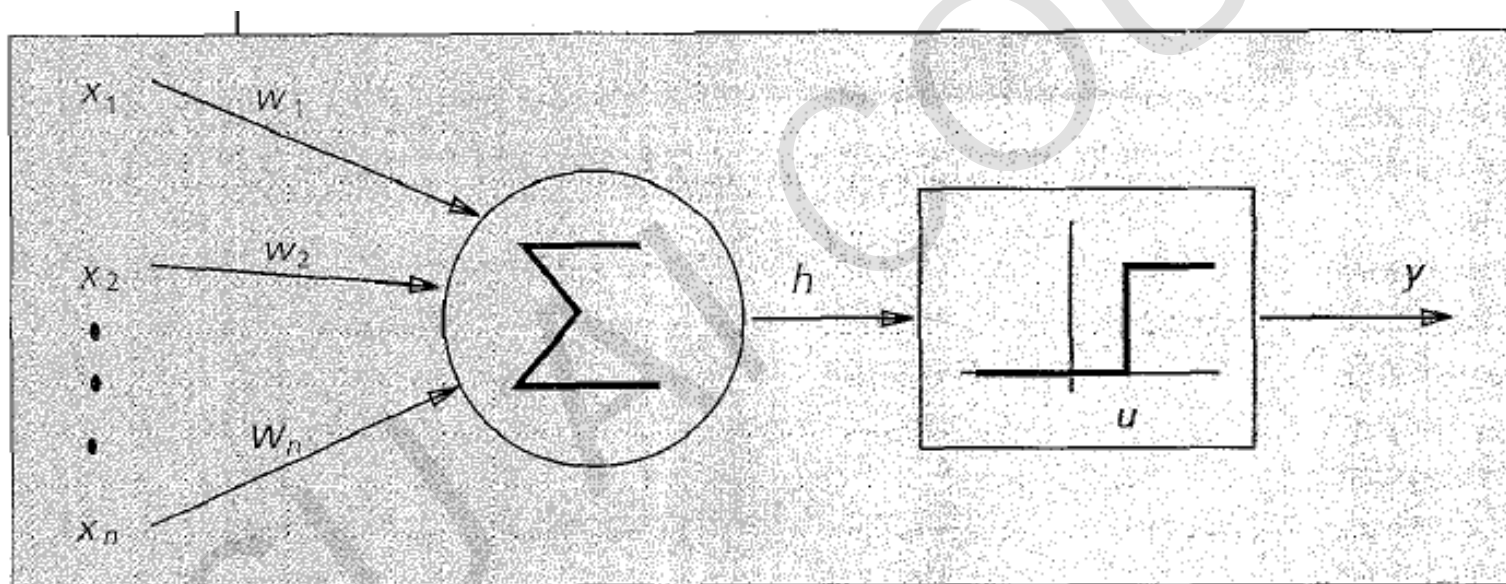 x₁
w₁
x₂
w₂
Σ
h
u
y
wₙ
xₙ